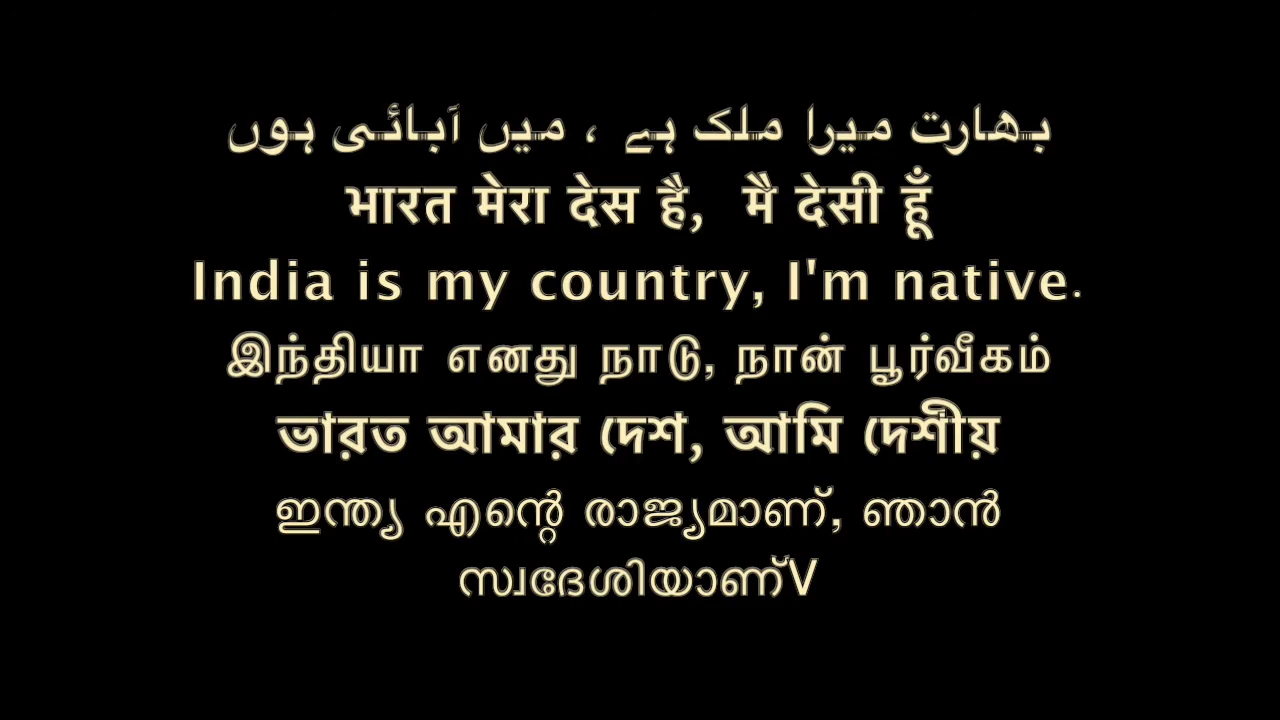 بھارت میرا ملک ہے ، میں آبائی ہوں
भारत मेरा देस है, मै देसी हूँ
India is my country, I'm native.
இந்தியா எனது நாடு, நான் பூர்வீகம்
ভারত আমার দেশ, আমি দেশীয়
ഇന്ത്യ എന്റെ രാജ്യമാണ്, ഞാൻ
സ്വദേശിയാണ്V